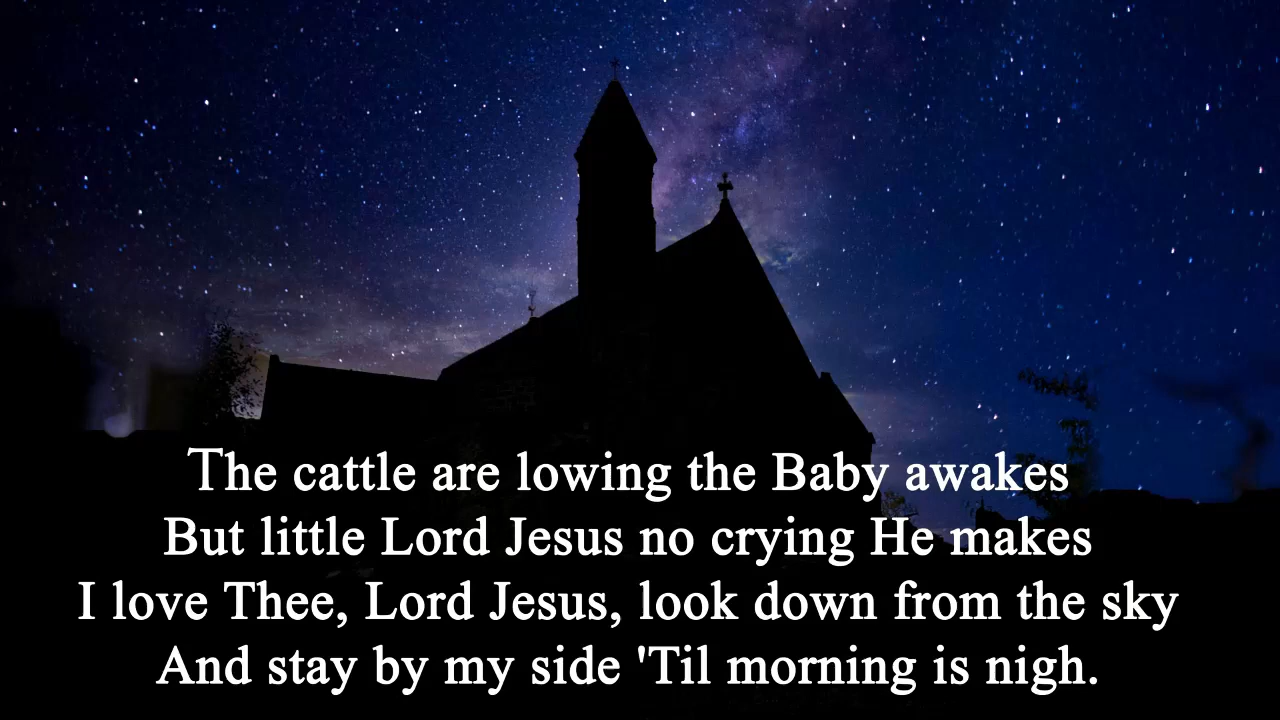 The cattle are lowing the Baby awakes
But little Lord Jesus no crying He makes
I love Thee, Lord Jesus, look down from the sky
And stay by my side 'Til morning is nigh.